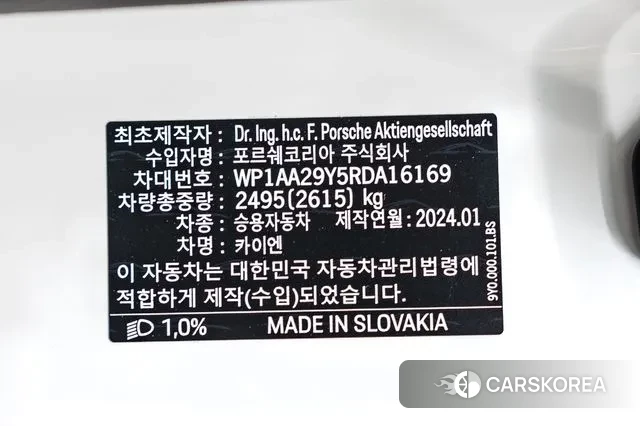 최초제작자 : Dr. Ing. h.c. F. Porsche Aktiengesellschaft
수입자명 : 포르쉐코리아 주식회사
차대번호 : WP1AA29Y5RDA16169
차량총중량 : 2495(2615) kg
차종 : 승용자동차 제작연월 : 2024.01
차명 : 카이엔
이 자동차는 대한민국 자동차관리법령에
적합하게 제작(수입)되었습니다.
1,0% MADE IN SLOVAKIA
9Y0.000.101.BS
CARSKOREA